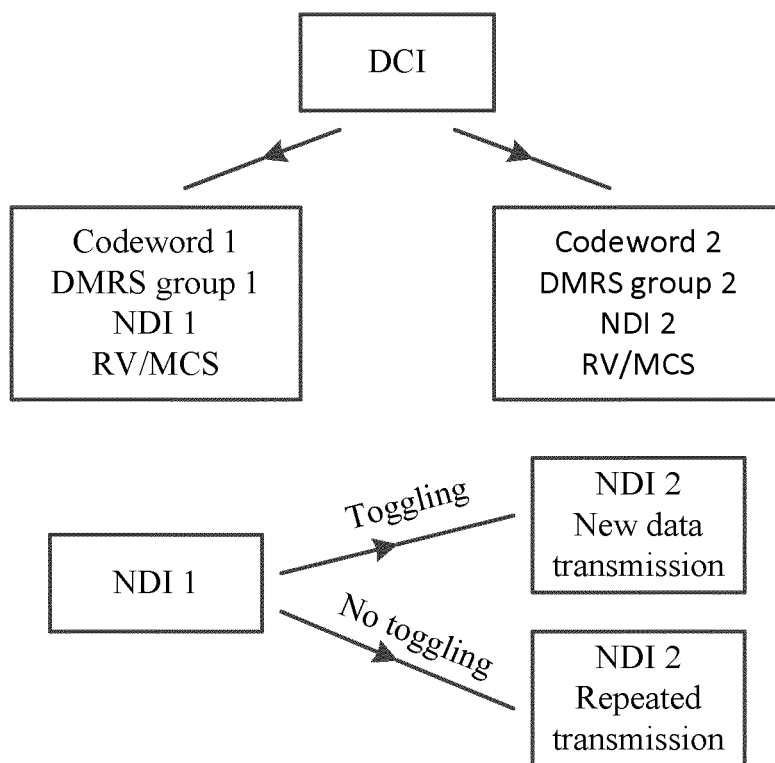 DCI
Codeword 1
DMRS group 1
NDI 1
RV/MCS
Codeword 2
DMRS group 2
NDI 2
RV/MCS
NDI 1
Toggling
No toggling
NDI 2
New data
transmission
NDI 2
Repeated
transmission